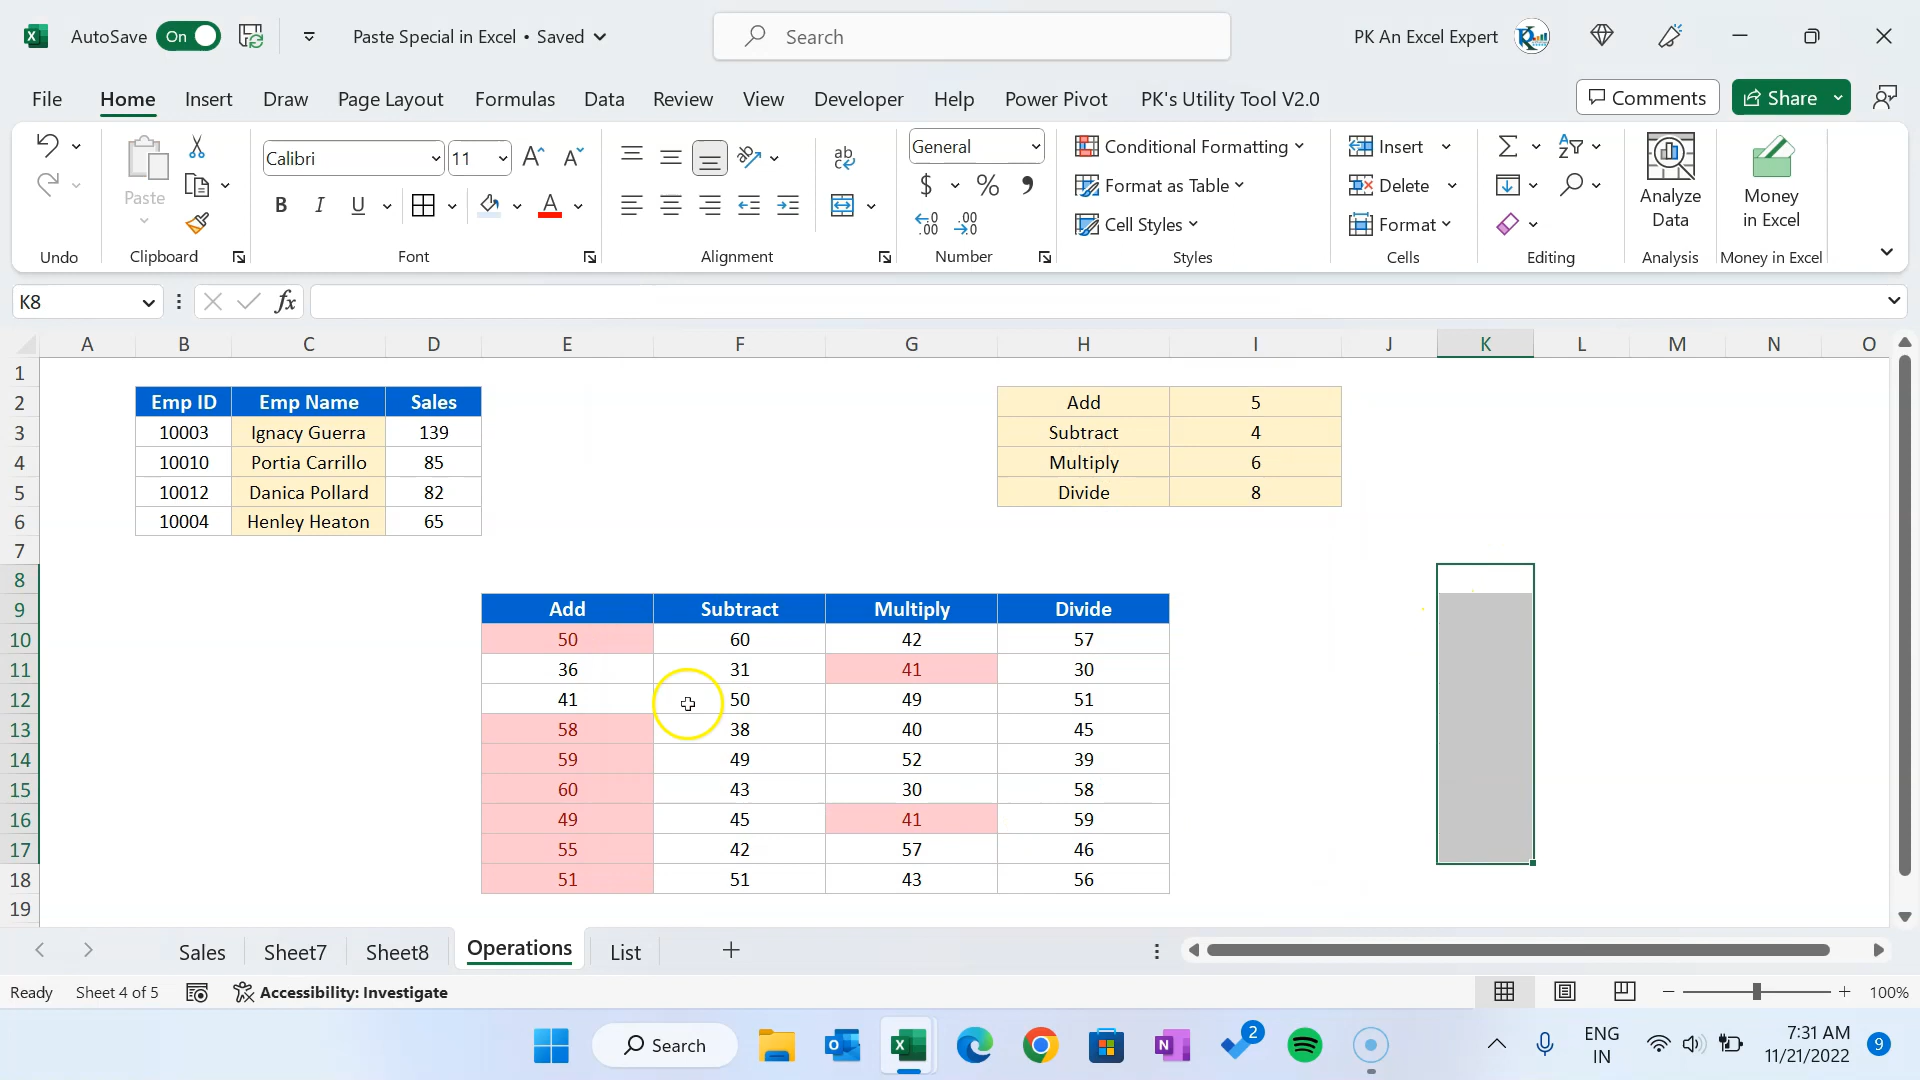 AutoSave On Paste Special in Excel • Saved Search PK An Excel Expert
File Home Insert Draw Page Layout Formulas Data Review View Developer Help Power Pivot PK's Utility Tool V2.0 Comments Share
Calibri 11 General Conditional Formatting Insert
Paste $ % Format as Table Delete Analyze Data Money in Excel
B I U A Cell Styles Format
Undo Clipboard Font Alignment Number Styles Cells Editing Analysis Money in Excel
K8 fx
A B C D E F G H I J K L M N O
1
2 Emp ID Emp Name Sales Add 5
3 10003 Ignacy Guerra 139 Subtract 4
4 10010 Portia Carrillo 85 Multiply 6
5 10012 Danica Pollard 82 Divide 8
6 10004 Henley Heaton 65
7
8
9 Add Subtract Multiply Divide
10 50 60 42 57
11 36 31 41 30
12 41 50 49 51
13 58 38 40 45
14 59 49 52 39
15 60 43 30 58
16 49 45 41 59
17 55 42 57 46
18 51 51 43 56
19
Sales Sheet7 Sheet8 Operations List
Ready Sheet 4 of 5 Accessibility: Investigate 100%
Search 2 ENG 7:31 AM 9
IN 11/21/2022